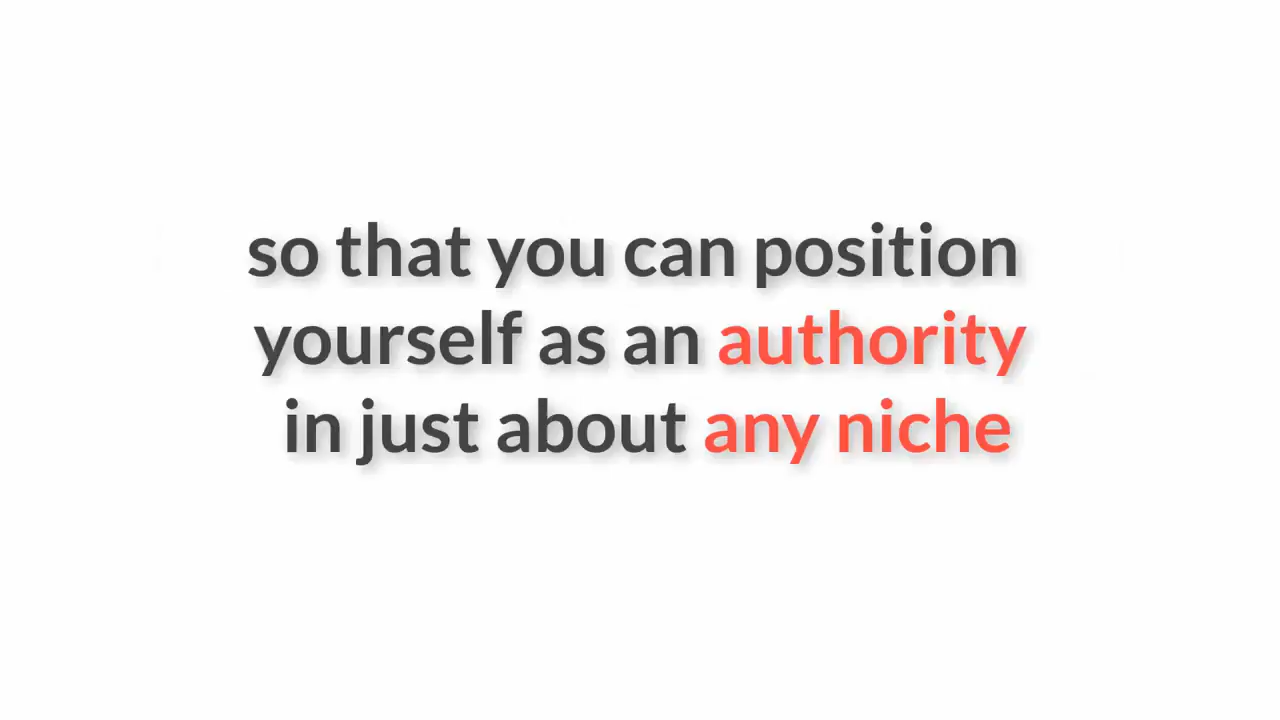 so that you can position
yourself as an authority
in just about any niche